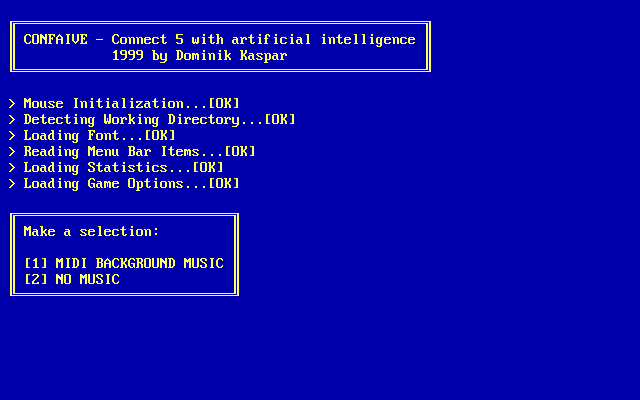 CONFAIVE - Connect 5 with artificial intelligence
1999 by Dominik Kaspar
> Mouse Initialization...[OK]
> Detecting Working Directory...[OK]
> Loading Font...[OK]
> Reading Menu Bar Items...[OK]
> Loading Statistics...[OK]
> Loading Game Options...[OK]
Make a selection:
[1] MIDI BACKGROUND MUSIC
[2] NO MUSIC